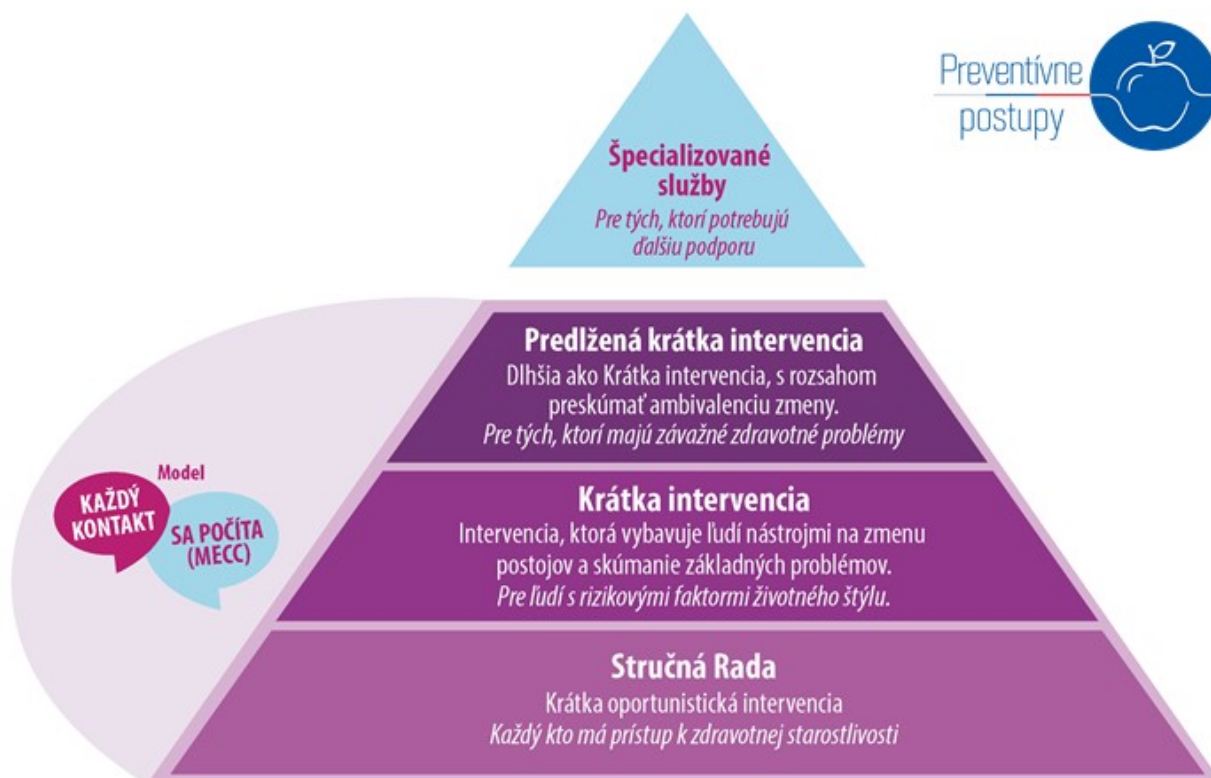 Preventívne
postupy
Špecializované
služby
Pre tých, ktorí potrebujú
ďalšiu podporu
Predlžená krátka intervencia
Dlhšia ako Krátka intervencia, s rozsahom
preskúmať ambivalenciu zmeny.
Pre tých, ktorí majú závažné zdravotné problémy
Model
KAŽDÝ
KONTAKT
SA POČÍTA
(MECC)
Krátka intervencia
Intervencia, ktorá vybavuje ľudí nástrojmi na zmenu
postojov a skúmanie základných problémov.
Pre ľudí s rizikovými faktormi životného štýlu.
Stručná Rada
Krátka oportunistická intervencia
Každý kto má prístup k zdravotnej starostlivosti